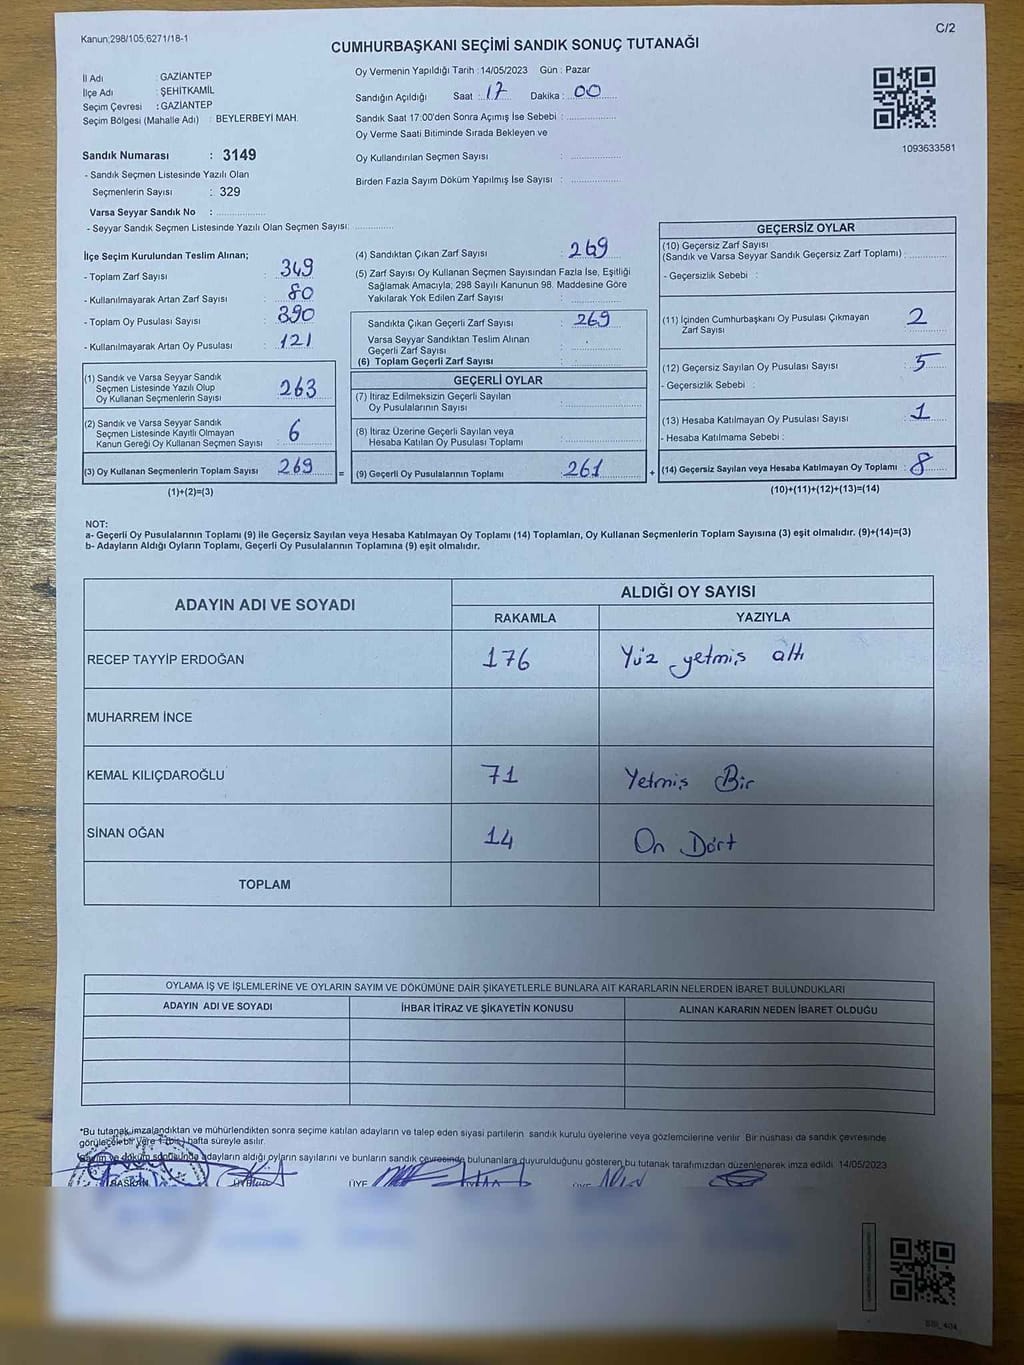 Kanun;298/105;6271/18-1
C/2
CUMHURBAŞKANI SEÇİMİ SANDIK SONUÇ TUTANAĞI
İl Adı : GAZİANTEP
İlçe Adı : ŞEHİTKAMİL
Seçim Çevresi : GAZİANTEP
Seçim Bölgesi (Mahalle Adı) : BEYLERBEYİ MAH.
Sandık Numarası : 3149
- Sandık Seçmen Listesinde Yazılı Olan
Seçmenlerin Sayısı : 329
Varsa Seyyar Sandık No :
- Seyyar Sandık Seçmen Listesinde Yazılı Olan Seçmen Sayısı:
Oy Vermenin Yapıldığı Tarih : 14/05/2023 Gün : Pazar
Sandığın Açıldığı Saat : 17 Dakika : 00
Sandık Saat 17:00'den Sonra Açımış İse Sebebi :
Oy Verme Saati Bitiminde Sırada Bekleyen ve
Oy Kullandırılan Seçmen Sayısı :
Birden Fazla Sayım Döküm Yapılmış İse Sayısı :
1093633581
İlçe Seçim Kurulundan Teslim Alınan;
- Toplam Zarf Sayısı : 349
- Kullanılmayarak Artan Zarf Sayısı : 80
- Toplam Oy Pusulası Sayısı : 390
- Kullanılmayarak Artan Oy Pusulası : 121
(1) Sandık ve Varsa Seyyar Sandık
Seçmen Listesinde Yazılı Olup
Oy Kullanan Seçmenlerin Sayısı : 263
(2) Sandık ve Varsa Seyyar Sandık
Seçmen Listesinde Kayıtlı Olmayan
Kanun Gereği Oy Kullanan Seçmen Sayısı : 6
(3) Oy Kullanan Seçmenlerin Toplam Sayısı : 269
(1)+(2)=(3)
(4) Sandıktan Çıkan Zarf Sayısı : 269
(5) Zarf Sayısı Oy Kullanan Seçmen Sayısından Fazla İse, Eşitliği
Sağlamak Amacıyla, 298 Sayılı Kanunun 98. Maddesine Göre
Yakılarak Yok Edilen Zarf Sayısı :
Sandıkta Çıkan Geçerli Zarf Sayısı : 269
Varsa Seyyar Sandıktan Teslim Alınan
Geçerli Zarf Sayısı :
(6) Toplam Geçerli Zarf Sayısı :
GEÇERLİ OYLAR
(7) İtiraz Edilmeksizin Geçerli Sayılan
Oy Pusulalarının Sayısı :
(8) İtiraz Üzerine Geçerli Sayılan veya
Hesaba Katılan Oy Pusulası Toplamı :
= (9) Geçerli Oy Pusulalarının Toplamı : 261
GEÇERSİZ OYLAR
(10) Geçersiz Zarf Sayısı
(Sandık ve Varsa Seyyar Sandık Geçersiz Zarf Toplamı) :
- Geçersizlik Sebebi :
(11) İçinden Cumhurbaşkanı Oy Pusulası Çıkmayan
Zarf Sayısı : 2
(12) Geçersiz Sayılan Oy Pusulası Sayısı : 5
- Geçersizlik Sebebi :
(13) Hesaba Katılmayan Oy Pusulası Sayısı : 1
- Hesaba Katılmama Sebebi :
+ (14) Geçersiz Sayılan veya Hesaba Katılmayan Oy Toplamı : 8
(10)+(11)+(12)+(13)=(14)
NOT:
a- Geçerli Oy Pusulalarının Toplamı (9) ile Geçersiz Sayılan veya Hesaba Katılmayan Oy Toplamı (14) Toplamları, Oy Kullanan Seçmenlerin Toplam Sayısına (3) eşit olmalıdır. (9)+(14)=(3)
b- Adayların Aldığı Oyların Toplamı, Geçerli Oy Pusulalarının Toplamına (9) eşit olmalıdır.
ADAYIN ADI VE SOYADI
ALDIĞI OY SAYISI
RAKAMLA YAZIYLA
RECEP TAYYİP ERDOĞAN 176 Yüz yetmiş altı
MUHARREM İNCE
KEMAL KILIÇDAROĞLU 71 Yetmiş Bir
SİNAN OĞAN 14 On Dört
TOPLAM
OYLAMA İŞ VE İŞLEMLERİNE VE OYLARIN SAYIM VE DÖKÜMÜNE DAİR ŞİKAYETLERLE BUNLARA AİT KARARLARIN NELERDEN İBARET BULUNDUKLARI
ADAYIN ADI VE SOYADI İHBAR İTİRAZ VE ŞİKAYETİN KONUSU ALINAN KARARIN NEDEN İBARET OLDUĞU
*Bu tutanak,imzalandıktan ve mühürlendikten sonra seçime katılan adayların ve talep eden siyasi partilerin sandık kurulu üyelerine veya gözlemcilerine verilir. Bir nüshası da sandık çevresinde
görülecek bir yere 1 (bir) hafta süreyle asılır.
Sayım ve döküm sonucunda adayların aldığı oyların sayılarını ve bunların sandık çevresinde bulunanlara duyurulduğunu gösteren bu tutanak tarafımızdan düzenlenerek imza edildi. 14/05/2023
BAŞKAN ÜYE ÜYE